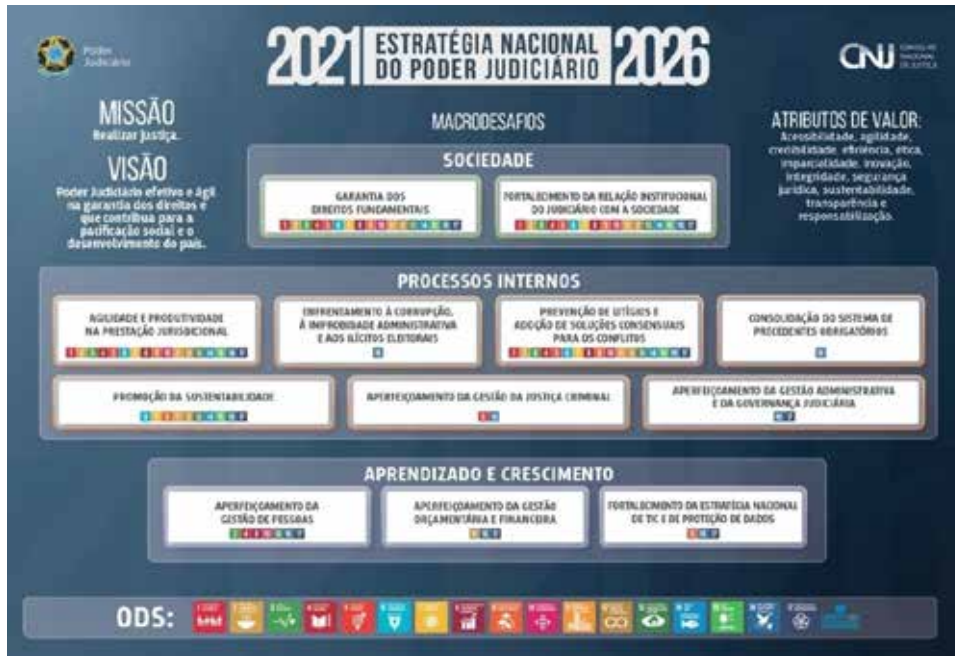 Poder
Judiciário
2021 ESTRATÉGIA NACIONAL
DO PODER JUDICIÁRIO 2026
CNJ CONSELHO
NACIONAL
DE JUSTIÇA
MISSÃO
Realizar Justiça.
VISÃO
Poder Judiciário efetivo e ágil
na garantia dos direitos e
que contribua para a
pacificação social e o
desenvolvimento do país.
MACRODESAFIOS
ATRIBUTOS DE VALOR:
Acessibilidade, agilidade,
credibilidade, eficiência, ética,
imparcialidade, inovação,
integridade, segurança
jurídica, sustentabilidade,
transparência e
responsabilização.
SOCIEDADE
GARANTIA DOS
DIREITOS FUNDAMENTAIS
FORTALECIMENTO DA RELAÇÃO INSTITUCIONAL
DO JUDICIÁRIO COM A SOCIEDADE
PROCESSOS INTERNOS
AGILIDADE E PRODUTIVIDADE
NA PRESTAÇÃO JURISDICIONAL
ENFRENTAMENTO À CORRUPÇÃO,
À IMPROBIDADE ADMINISTRATIVA
E AOS ILÍCITOS ELEITORAIS
PREVENÇÃO DE LITÍGIOS E
ADOÇÃO DE SOLUÇÕES CONSENSUAIS
PARA OS CONFLITOS
CONSOLIDAÇÃO DO SISTEMA DE
PRECEDENTES OBRIGATÓRIOS
PROMOÇÃO DA SUSTENTABILIDADE
APERFEIÇOAMENTO DA GESTÃO DA JUSTIÇA CRIMINAL
APERFEIÇOAMENTO DA GESTÃO ADMINISTRATIVA
E DA GOVERNANÇA JUDICIÁRIA
APRENDIZADO E CRESCIMENTO
APERFEIÇOAMENTO DA
GESTÃO DE PESSOAS
APERFEIÇOAMENTO DA GESTÃO
ORÇAMENTÁRIA E FINANCEIRA
FORTALECIMENTO DA ESTRATÉGIA NACIONAL
DE TIC E DE PROTEÇÃO DE DADOS
ODS: